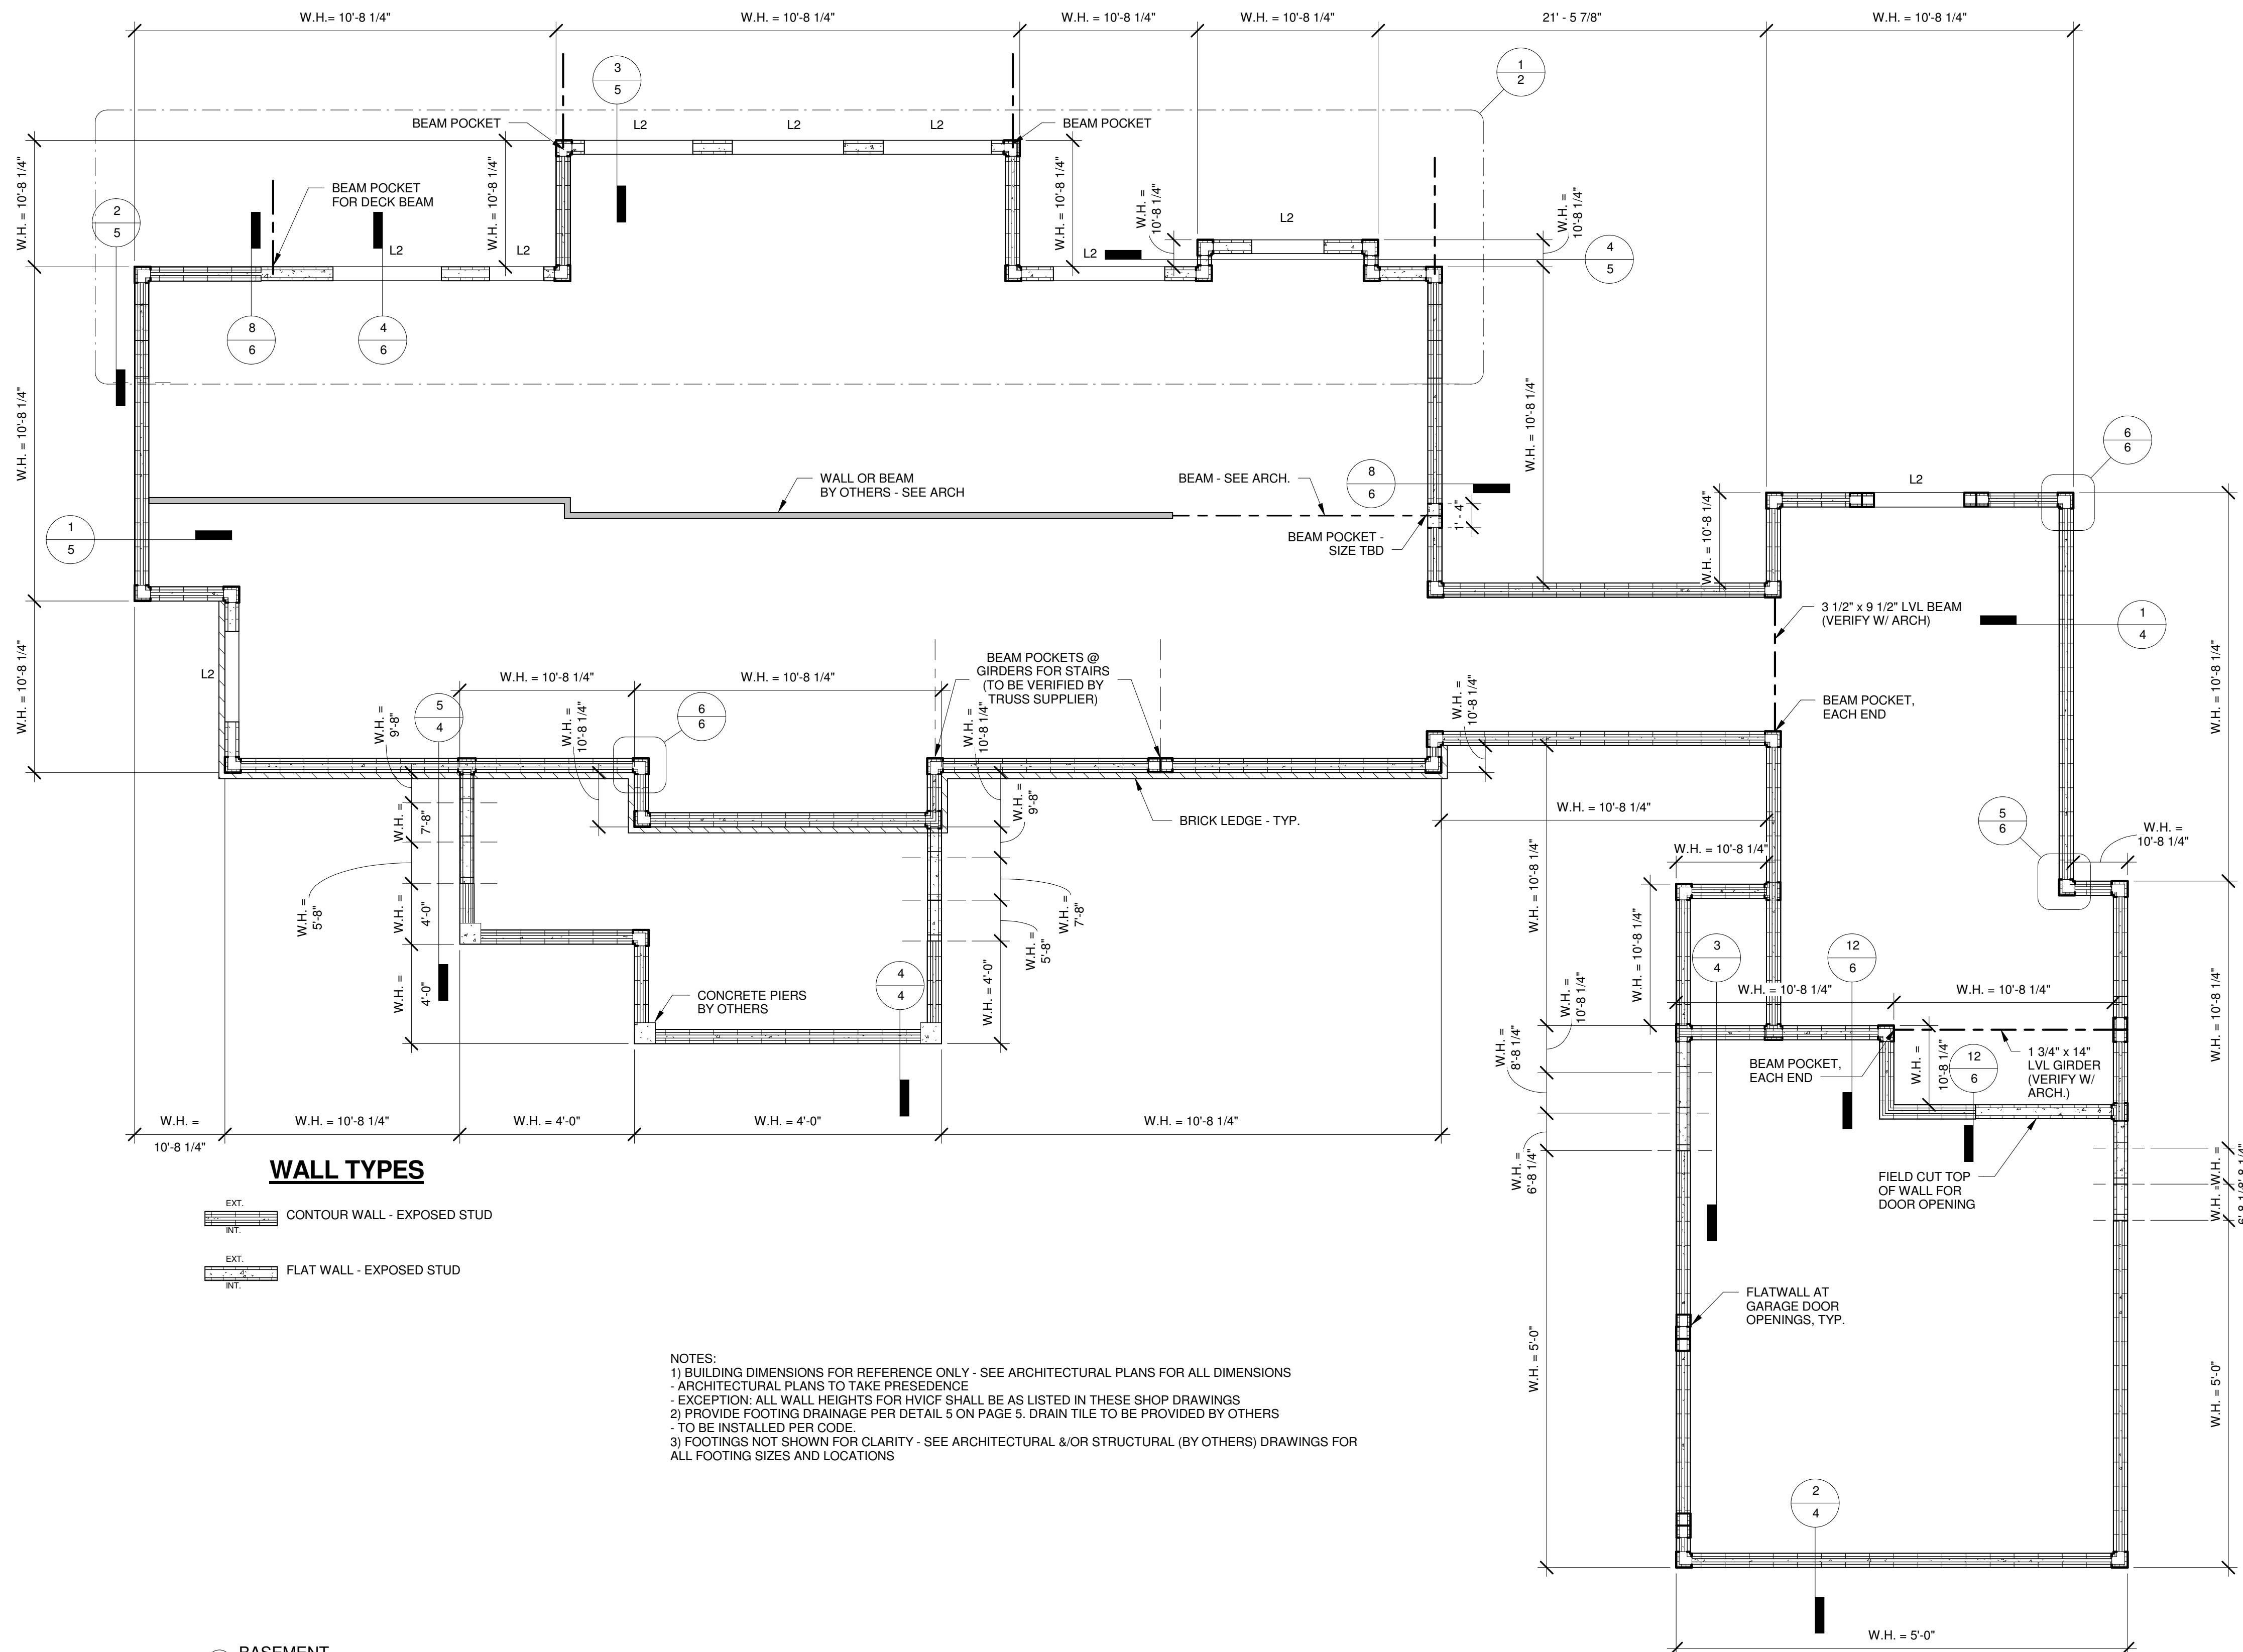 W.H.= 10'-8 1/4"
W.H. = 10'-8 1/4"
W.H. = 10'-8 1/4"
W.H. = 10'-8 1/4"
21' - 5 7/8"
W.H. = 10'-8 1/4"
3
5
1
2
BEAM POCKET
L2
L2
L2
BEAM POCKET
W.H. = 10'-8 1/4"
W.H. = 10'-8 1/4"
W.H. = 10'-8 1/4"
W.H. =
10'-8 1/4"
W.H. =
10'-8 1/4"
BEAM POCKET
FOR DECK BEAM
2
5
L2
L2
L2
L2
4
5
8
6
4
6
W.H. = 10'-8 1/4"
W.H. = 10'-8 1/4"
6
6
WALL OR BEAM
BY OTHERS - SEE ARCH
BEAM - SEE ARCH.
8
6
L2
1
5
BEAM POCKET -
SIZE TBD
1' - 4"
W.H. = 10'-8 1/4"
W.H. = 10'-8 1/4"
3 1/2" x 9 1/2" LVL BEAM
(VERIFY W/ ARCH)
1
4
W.H. = 10'-8 1/4"
L2
W.H. = 10'-8 1/4"
W.H. = 10'-8 1/4"
BEAM POCKETS @
GIRDERS FOR STAIRS
(TO BE VERIFIED BY
TRUSS SUPPLIER)
5
4
6
6
W.H. =
9'-8"
W.H. =
10'-8 1/4"
W.H. =
10'-8 1/4"
W.H. =
10'-8 1/4"
BEAM POCKET,
EACH END
W.H. =
7'-8"
W.H. =
9'-8"
BRICK LEDGE - TYP.
W.H. = 10'-8 1/4"
5
6
W.H. =
10'-8 1/4"
W.H. = 10'-8 1/4"
W.H. =
5'-8"
W.H. =
4'-0"
W.H. =
7'-8"
W.H. =
5'-8"
W.H. = 10'-8 1/4"
W.H. = 10'-8 1/4"
3
4
12
6
W.H. =
4'-0"
CONCRETE PIERS
BY OTHERS
4
4
W.H. = 4'-0"
W.H. =
10'-8 1/4"
W.H. = 10'-8 1/4"
W.H. = 10'-8 1/4"
W.H. = 10'-8 1/4"
W.H. =
8'-8 1/4"
BEAM POCKET,
EACH END
W.H. =
10'-8 1/4"
12
6
1 3/4" x 14"
LVL GIRDER
(VERIFY W/
ARCH.)
W.H. =
10'-8 1/4"
W.H. = 10'-8 1/4"
W.H. = 4'-0"
W.H. = 4'-0"
W.H. = 10'-8 1/4"
W.H. =
6'-8 1/4"
FIELD CUT TOP
OF WALL FOR
DOOR OPENING
W.H. =
W.H. =
WALL TYPES
EXT.
CONTOUR WALL - EXPOSED STUD
INT.
EXT.
FLAT WALL - EXPOSED STUD
INT.
FLATWALL AT
GARAGE DOOR
OPENINGS, TYP.
W.H. = 5'-0"
W.H. = 5'-0"
NOTES:
1) BUILDING DIMENSIONS FOR REFERENCE ONLY - SEE ARCHITECTURAL PLANS FOR ALL DIMENSIONS
- ARCHITECTURAL PLANS TO TAKE PRESEDENCE
- EXCEPTION: ALL WALL HEIGHTS FOR HVICF SHALL BE AS LISTED IN THESE SHOP DRAWINGS
2) PROVIDE FOOTING DRAINAGE PER DETAIL 5 ON PAGE 5. DRAIN TILE TO BE PROVIDED BY OTHERS
- TO BE INSTALLED PER CODE.
3) FOOTINGS NOT SHOWN FOR CLARITY - SEE ARCHITECTURAL &/OR STRUCTURAL (BY OTHERS) DRAWINGS FOR
ALL FOOTING SIZES AND LOCATIONS
2
4
W.H. = 5'-0"
BASEMENT